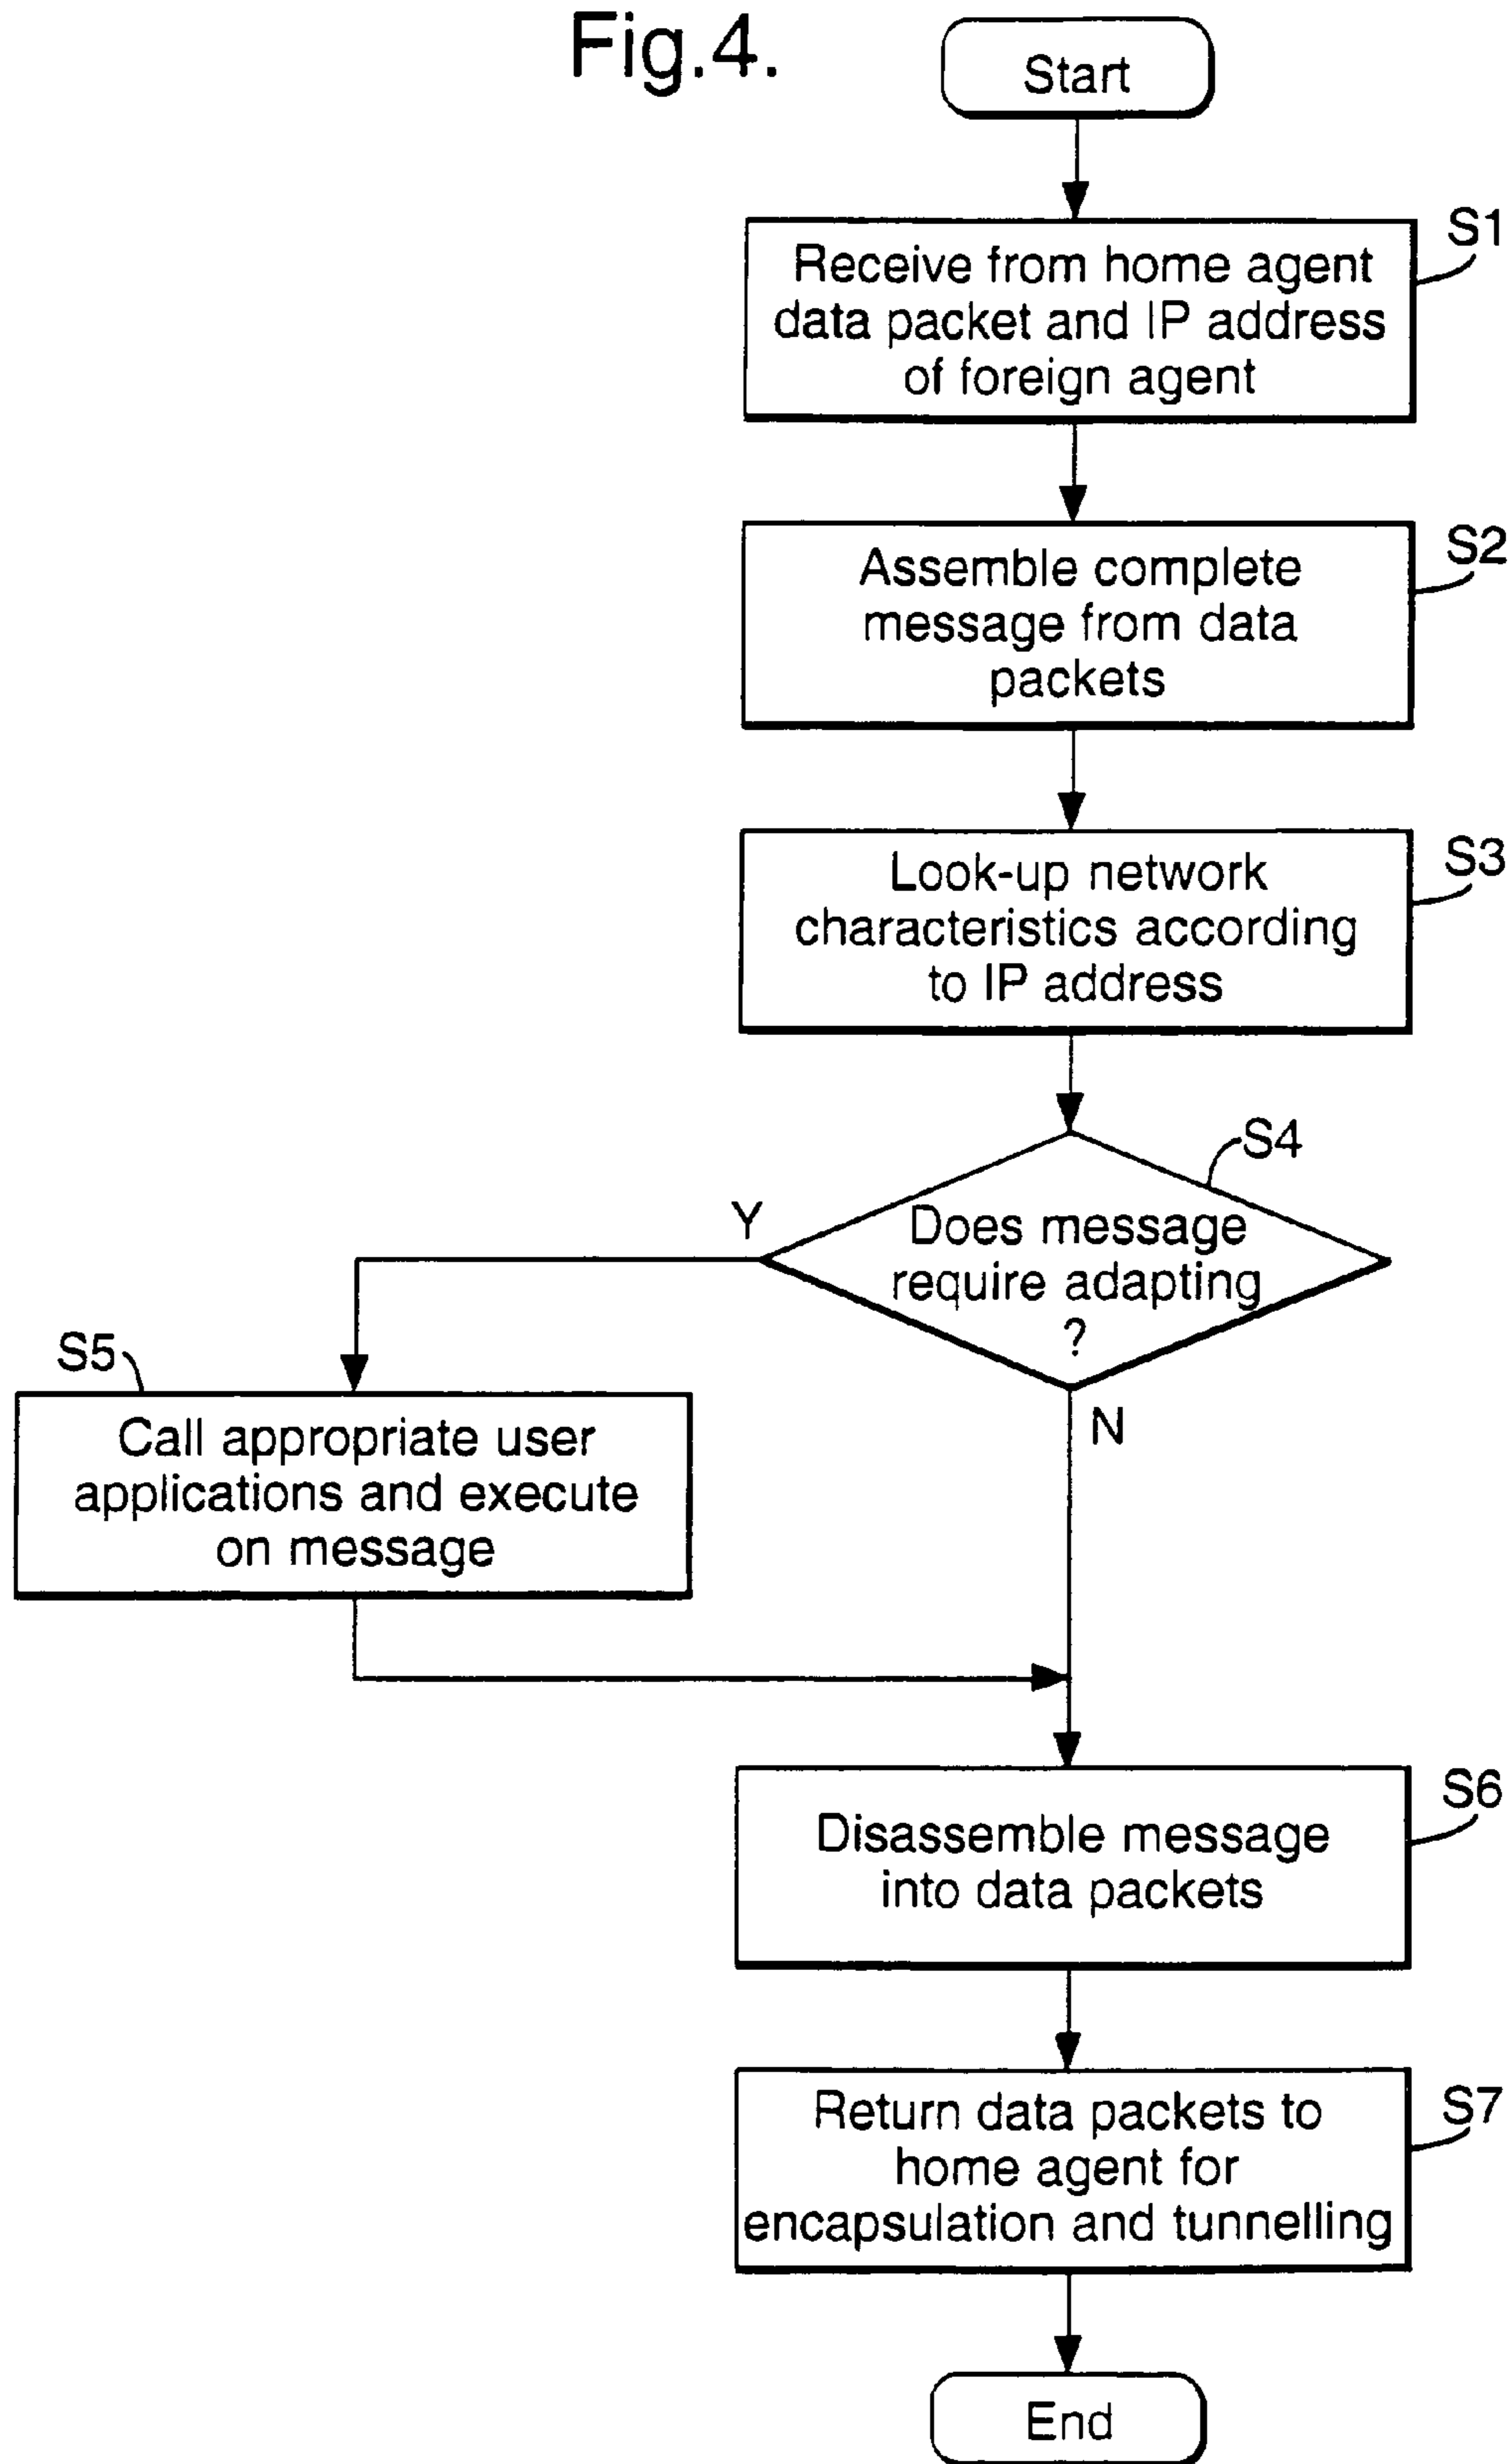 Fig.4.
Start
S1
Receive from home agent
data packet and IP address
of foreign agent
S2
Assemble complete
message from data
packets
S3
Look-up network
characteristics according
to IP address
S4
Does message
require adapting
?
Y
N
S5
Call appropriate user
applications and execute
on message
S6
Disassemble message
into data packets
S7
Return data packets to
home agent for
encapsulation and tunnelling
End